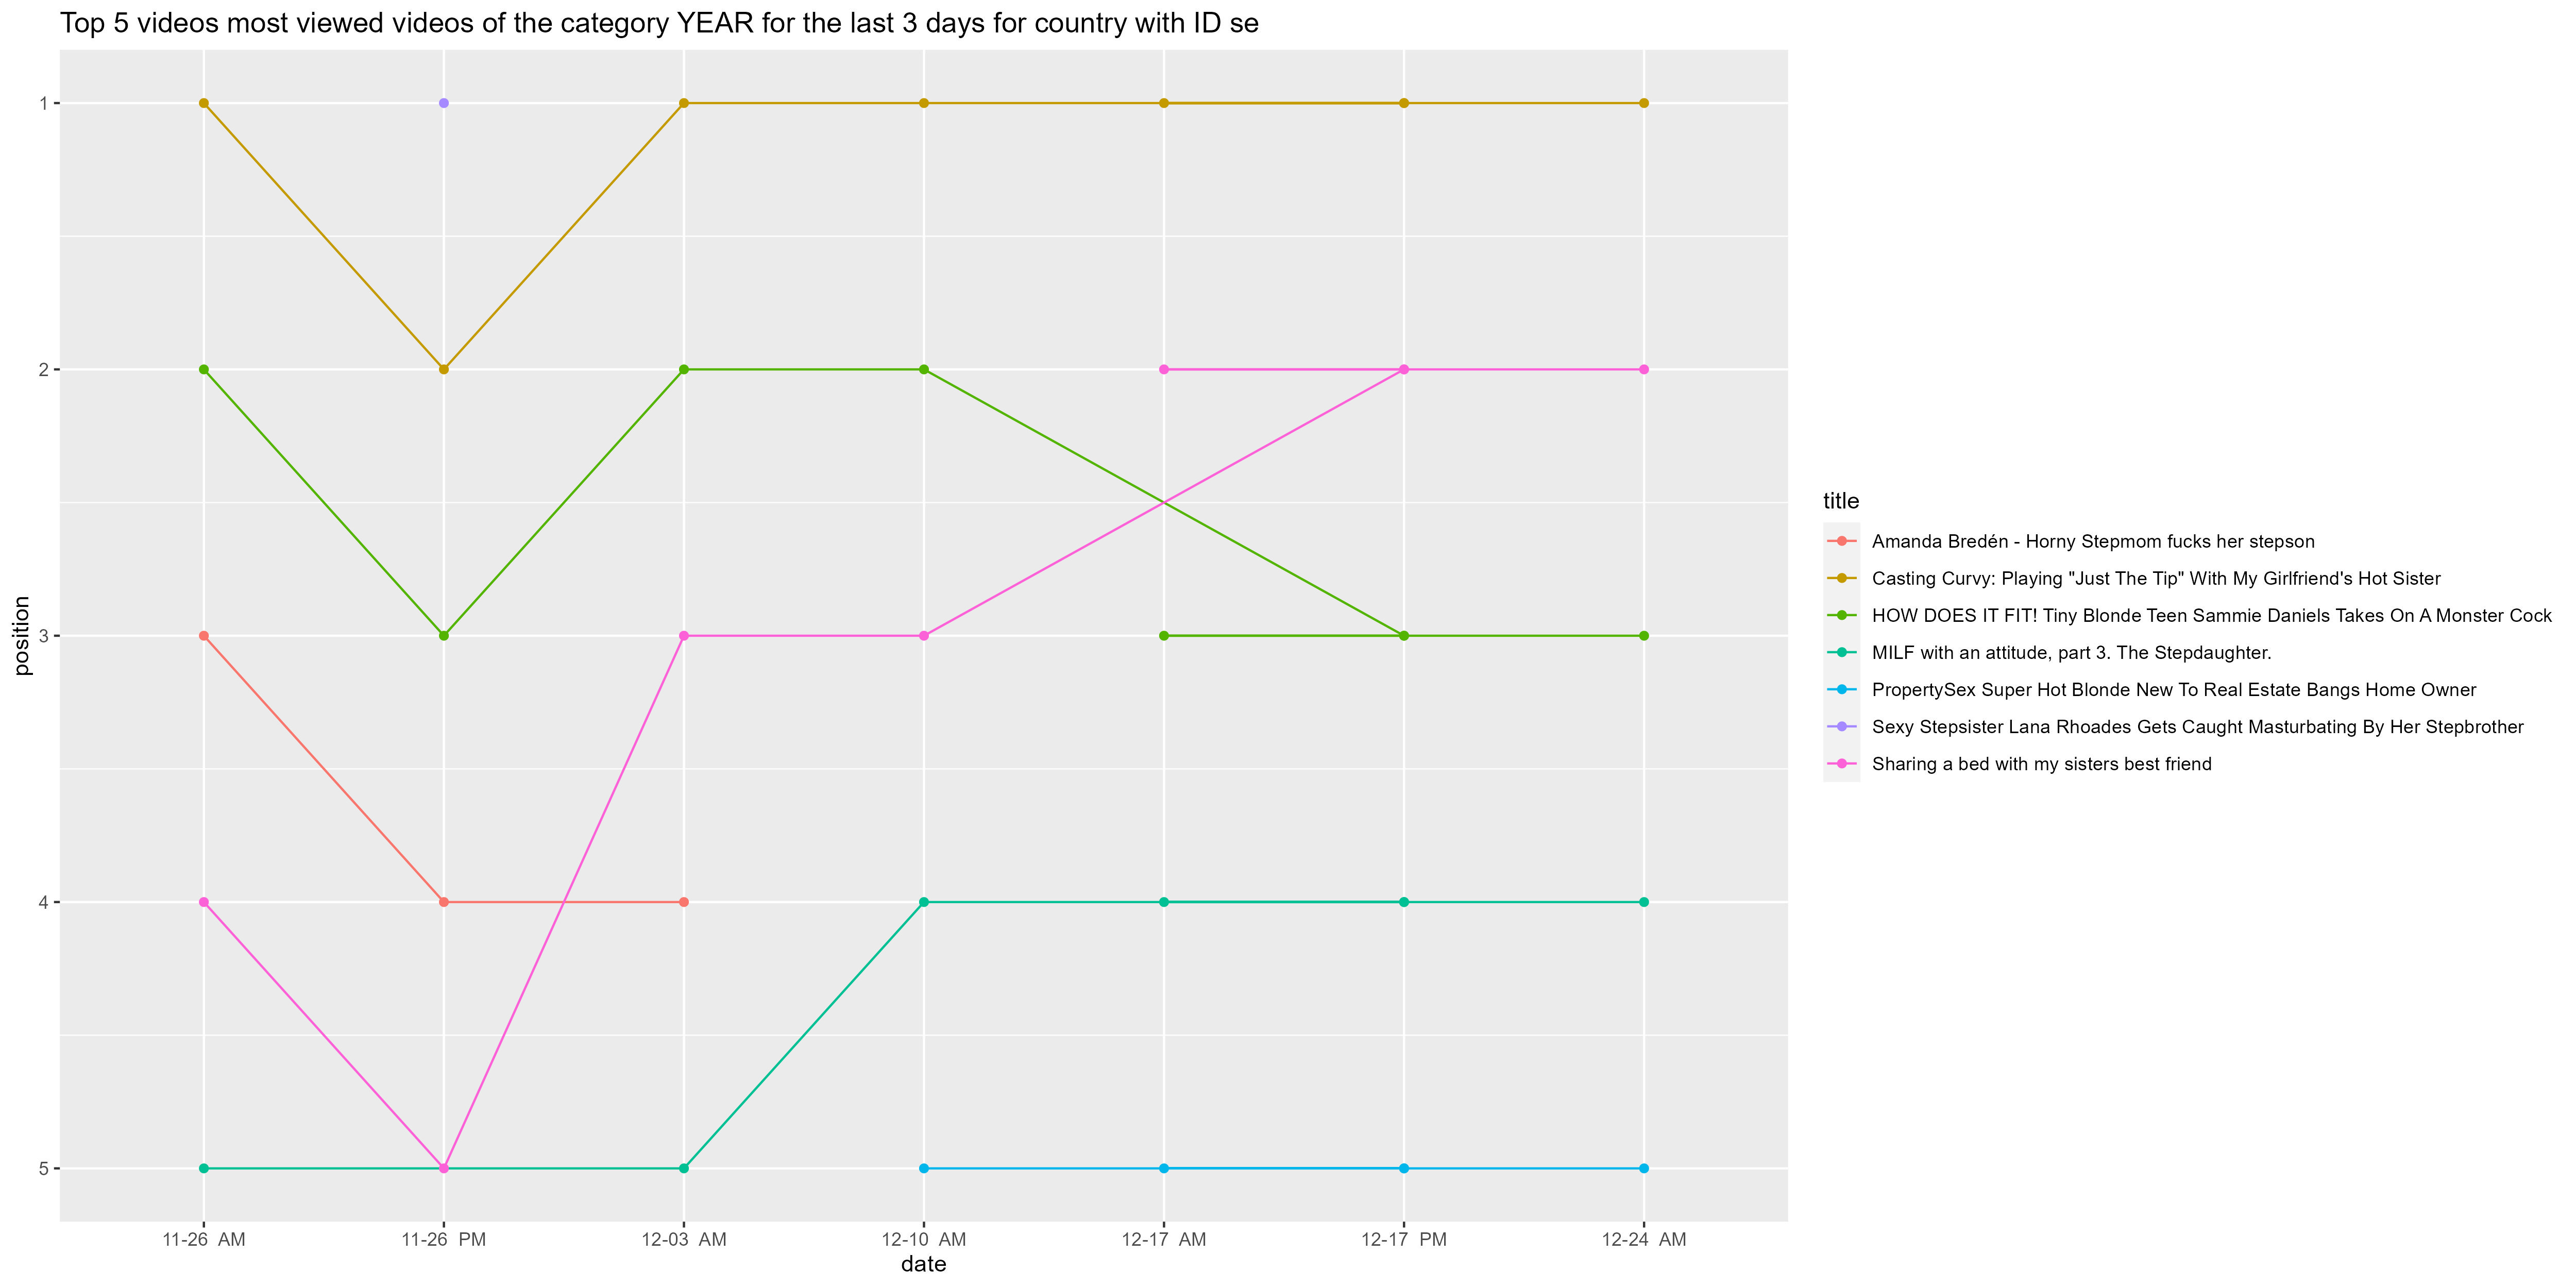 Top 5 videos most viewed videos of the category YEAR for the last 3 days for country with ID se
position
1
2
3
4
5
11-26 AM
11-26 PM
12-03 AM
12-10 AM
12-17 AM
12-17 PM
12-24 AM
date
title
Amanda Bredén - Horny Stepmom fucks her stepson
Casting Curvy: Playing "Just The Tip" With My Girlfriend's Hot Sister
HOW DOES IT FIT! Tiny Blonde Teen Sammie Daniels Takes On A Monster Cock
MILF with an attitude, part 3. The Stepdaughter.
PropertySex Super Hot Blonde New To Real Estate Bangs Home Owner
Sexy Stepsister Lana Rhoades Gets Caught Masturbating By Her Stepbrother
Sharing a bed with my sisters best friend